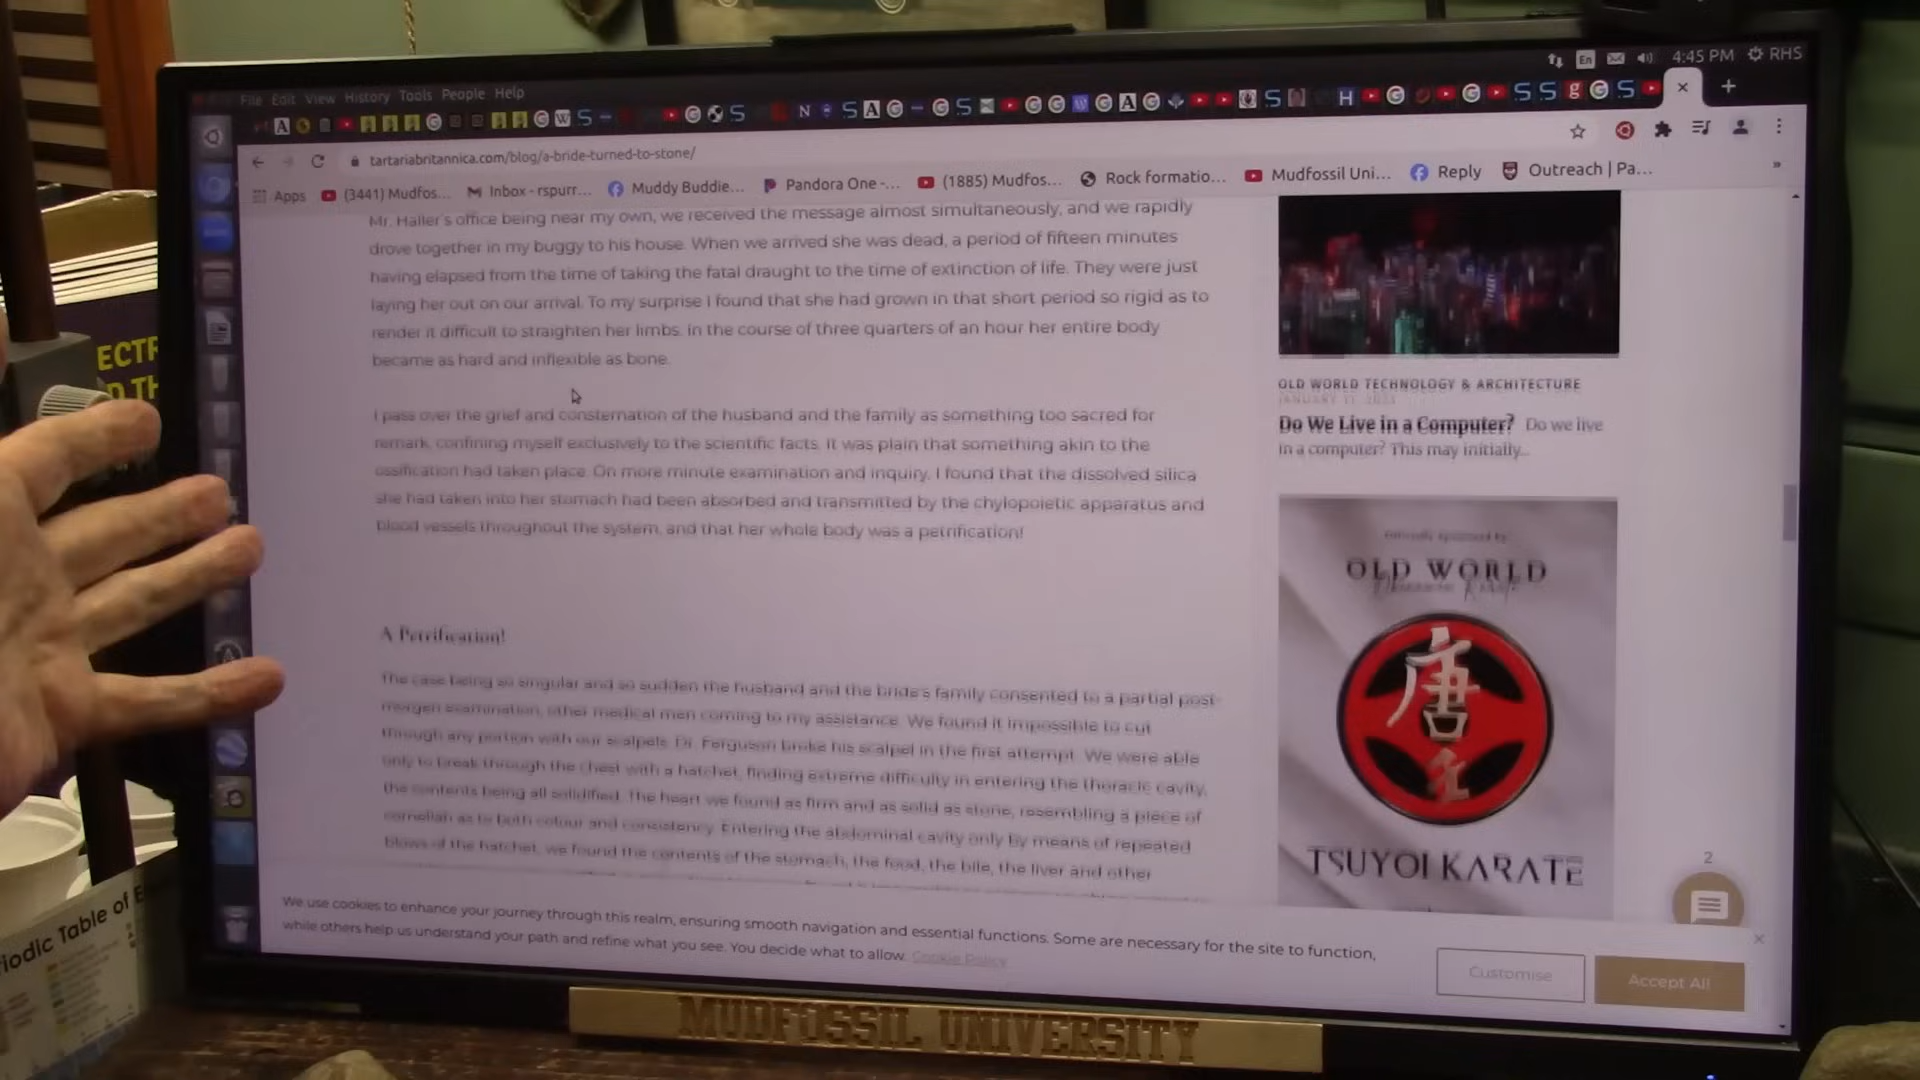 4:45 PM RHS
File Edit View History Tools People Help
tartariabritannica.com/blog/a-bride-turned-to-stone/
Apps (3441) Mudfos... Inbox - rspurr... Muddy Buddie... Pandora One -... (1885) Mudfos... Rock formatio... Mudfossil Uni... Reply Outreach | Pa...
Mr. Haller's office being near my own, we received the message almost simultaneously, and we rapidly
drove together in my buggy to his house. When we arrived she was dead, a period of fifteen minutes
having elapsed from the time of taking the fatal draught to the time of extinction of life. They were just
laying her out on our arrival. To my surprise I found that she had grown in that short period so rigid as to
render it difficult to straighten her limbs. In the course of three quarters of an hour her entire body
became as hard and inflexible as bone.
I pass over the grief and consternation of the husband and the family as something too sacred for
remark, confining myself exclusively to the scientific facts. It was plain that something akin to the
ossification had taken place. On more minute examination and inquiry, I found that the dissolved silica
she had taken into her stomach had been absorbed and transmitted by the chylopoietic apparatus and
blood vessels throughout the system, and that her whole body was a petrification!
A Petrification!
The case being so singular and so sudden the husband and the bride's family consented to a partial post-
morgen examination, other medical men coming to my assistance. We found it impossible to cut
through any portion with our scalpels. Dr. Ferguson broke his scalpel in the first attempt. We were able
only to break through the chest with a hatchet, finding extreme difficulty in entering the thoracic cavity,
the contents being all solidified. The heart we found as firm and as solid as stone, resembling a piece of
cornelian as to both colour and consistency. Entering the abdominal cavity only by means of repeated
blows of the hatchet, we found the contents of the stomach, the food, the bile, the liver and other
OLD WORLD TECHNOLOGY & ARCHITECTURE
Do We Live in a Computer? Do we live
in a computer? This may initially...
OLD WORLD
唐
TSUYOI KARATE
2
We use cookies to enhance your journey through this realm, ensuring smooth navigation and essential functions. Some are necessary for the site to function,
while others help us understand your path and refine what you see. You decide what to allow. Cookie Policy
Customise
Accept All
MUDFOSSIL UNIVERSITY
ECTR
D TH
iodic Table of E